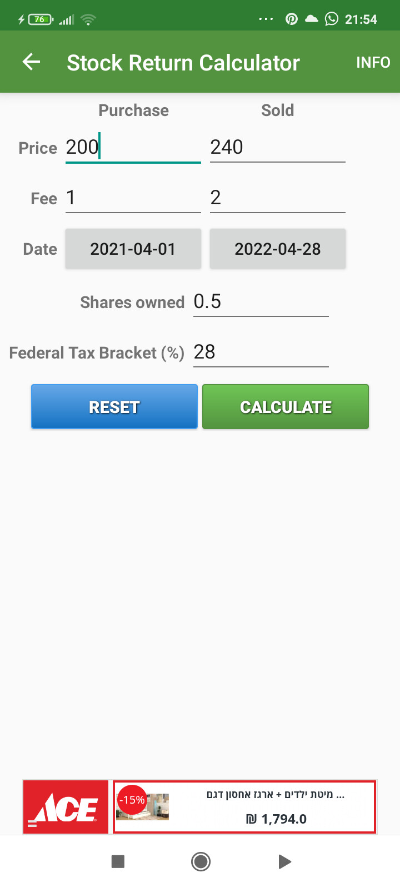 76 21:54
Stock Return Calculator INFO
Purchase Sold
Price 200 240
Fee 1 2
Date 2021-04-01 2022-04-28
Shares owned 0.5
Federal Tax Bracket (%) 28
RESET CALCULATE
ACE -15% מיטת ילדים + ארגז אחסון דגם ...
₪ 1,794.0